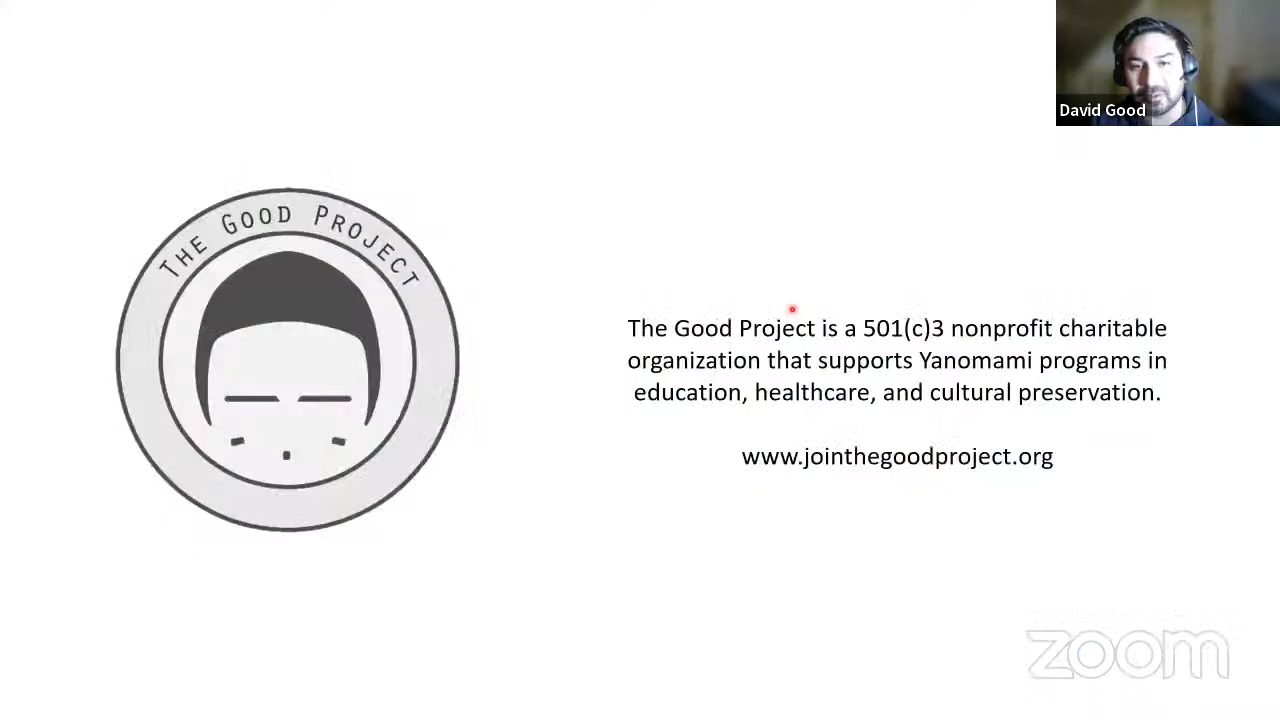 David Good
THE GOOD PROJECT
The Good Project is a 501(c)3 nonprofit charitable
organization that supports Yanomami programs in
education, healthcare, and cultural preservation.
www.jointhegoodproject.org
zoom